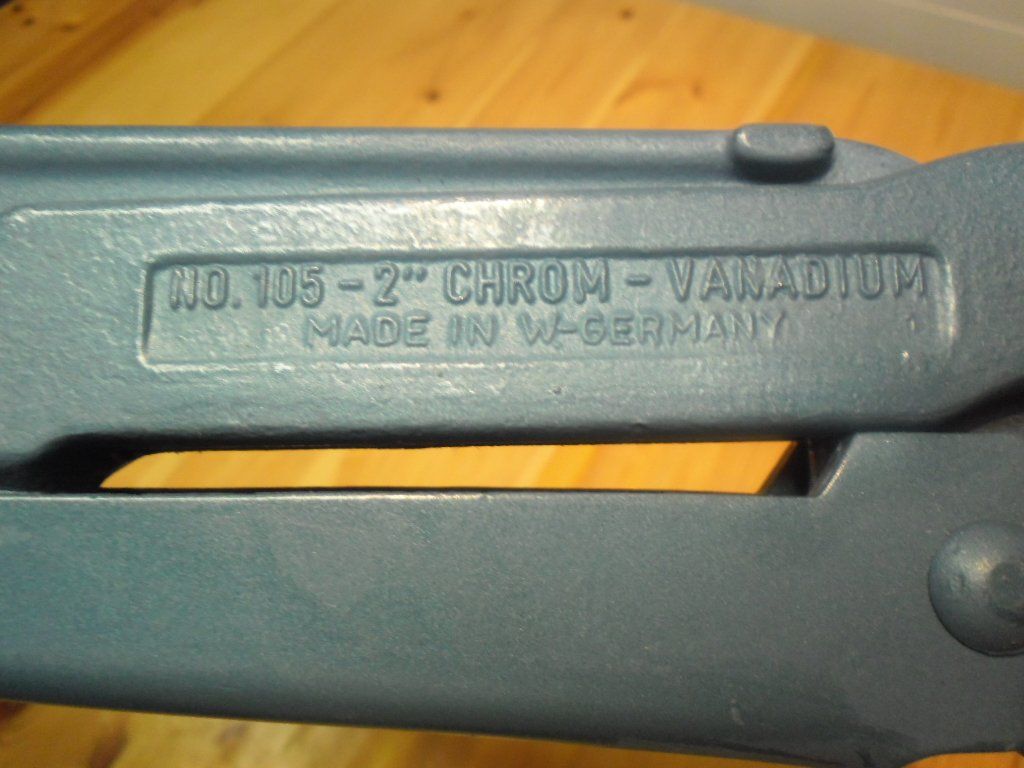 NO. 105 - 2" CHROM - VANADIUM
MADE IN W.-GERMANY